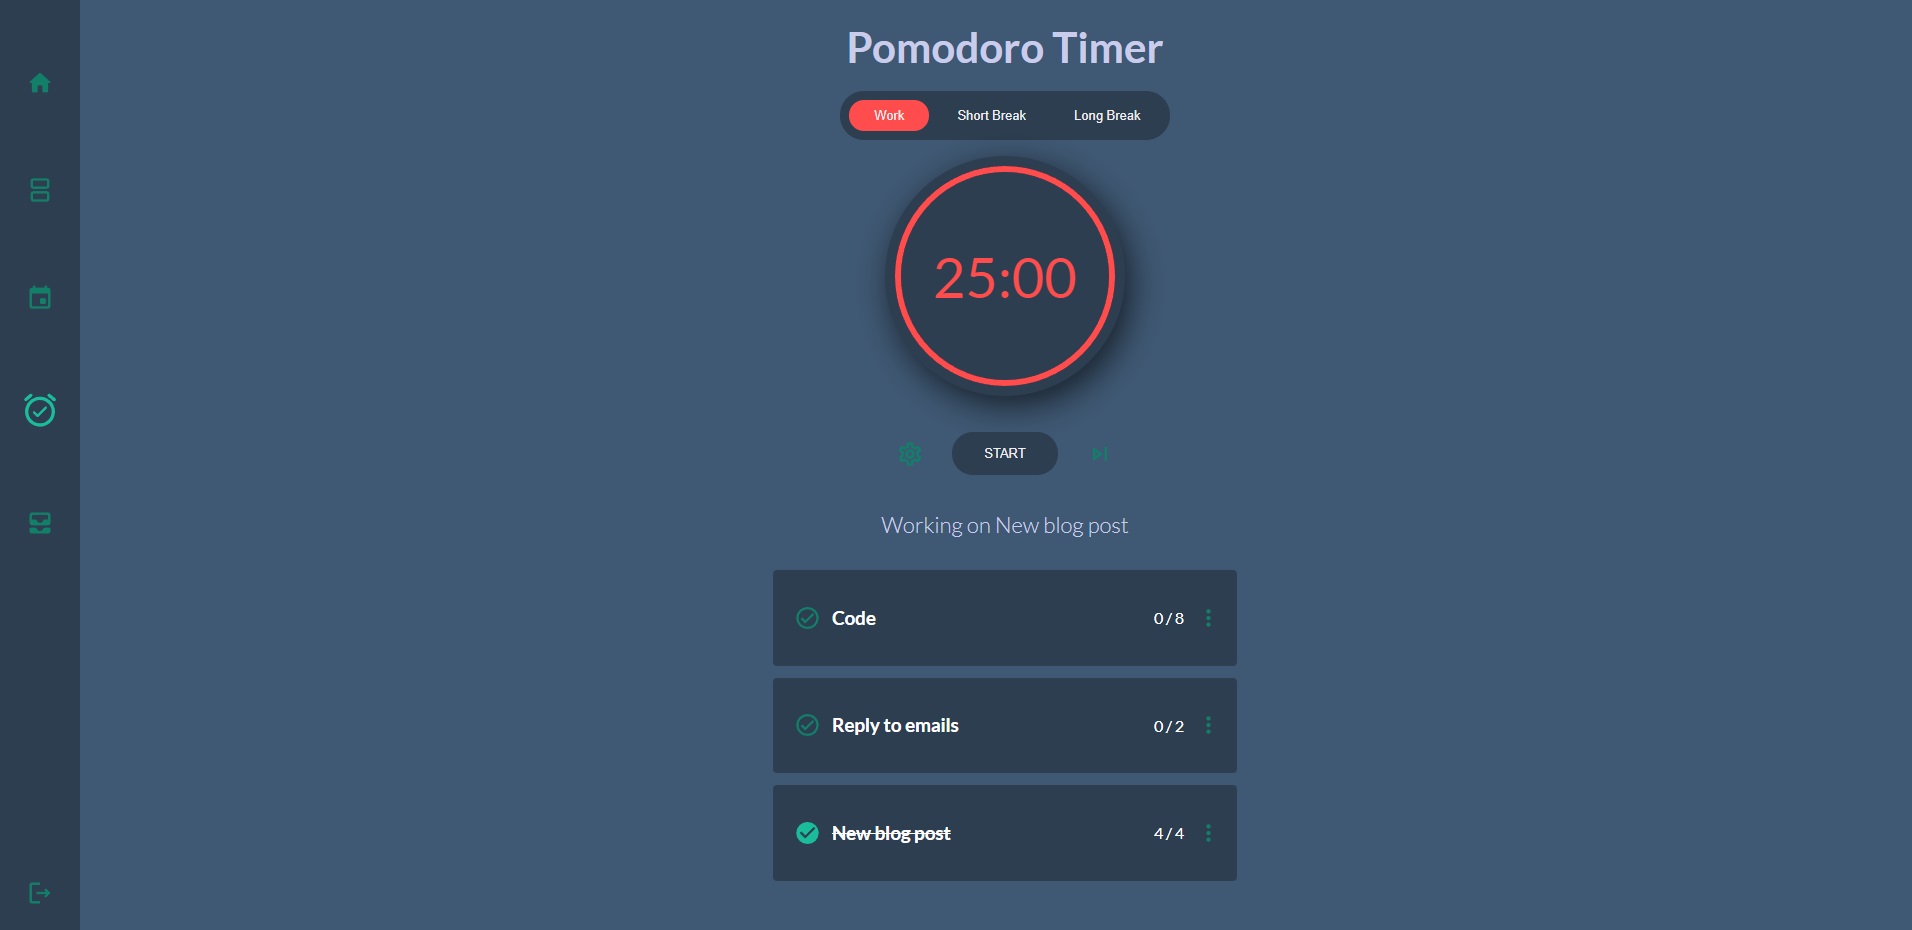 Pomodoro Timer
Work Short Break Long Break
25:00
START
Working on New blog post
Code 0 / 8
Reply to emails 0 / 2
New blog post 4 / 4